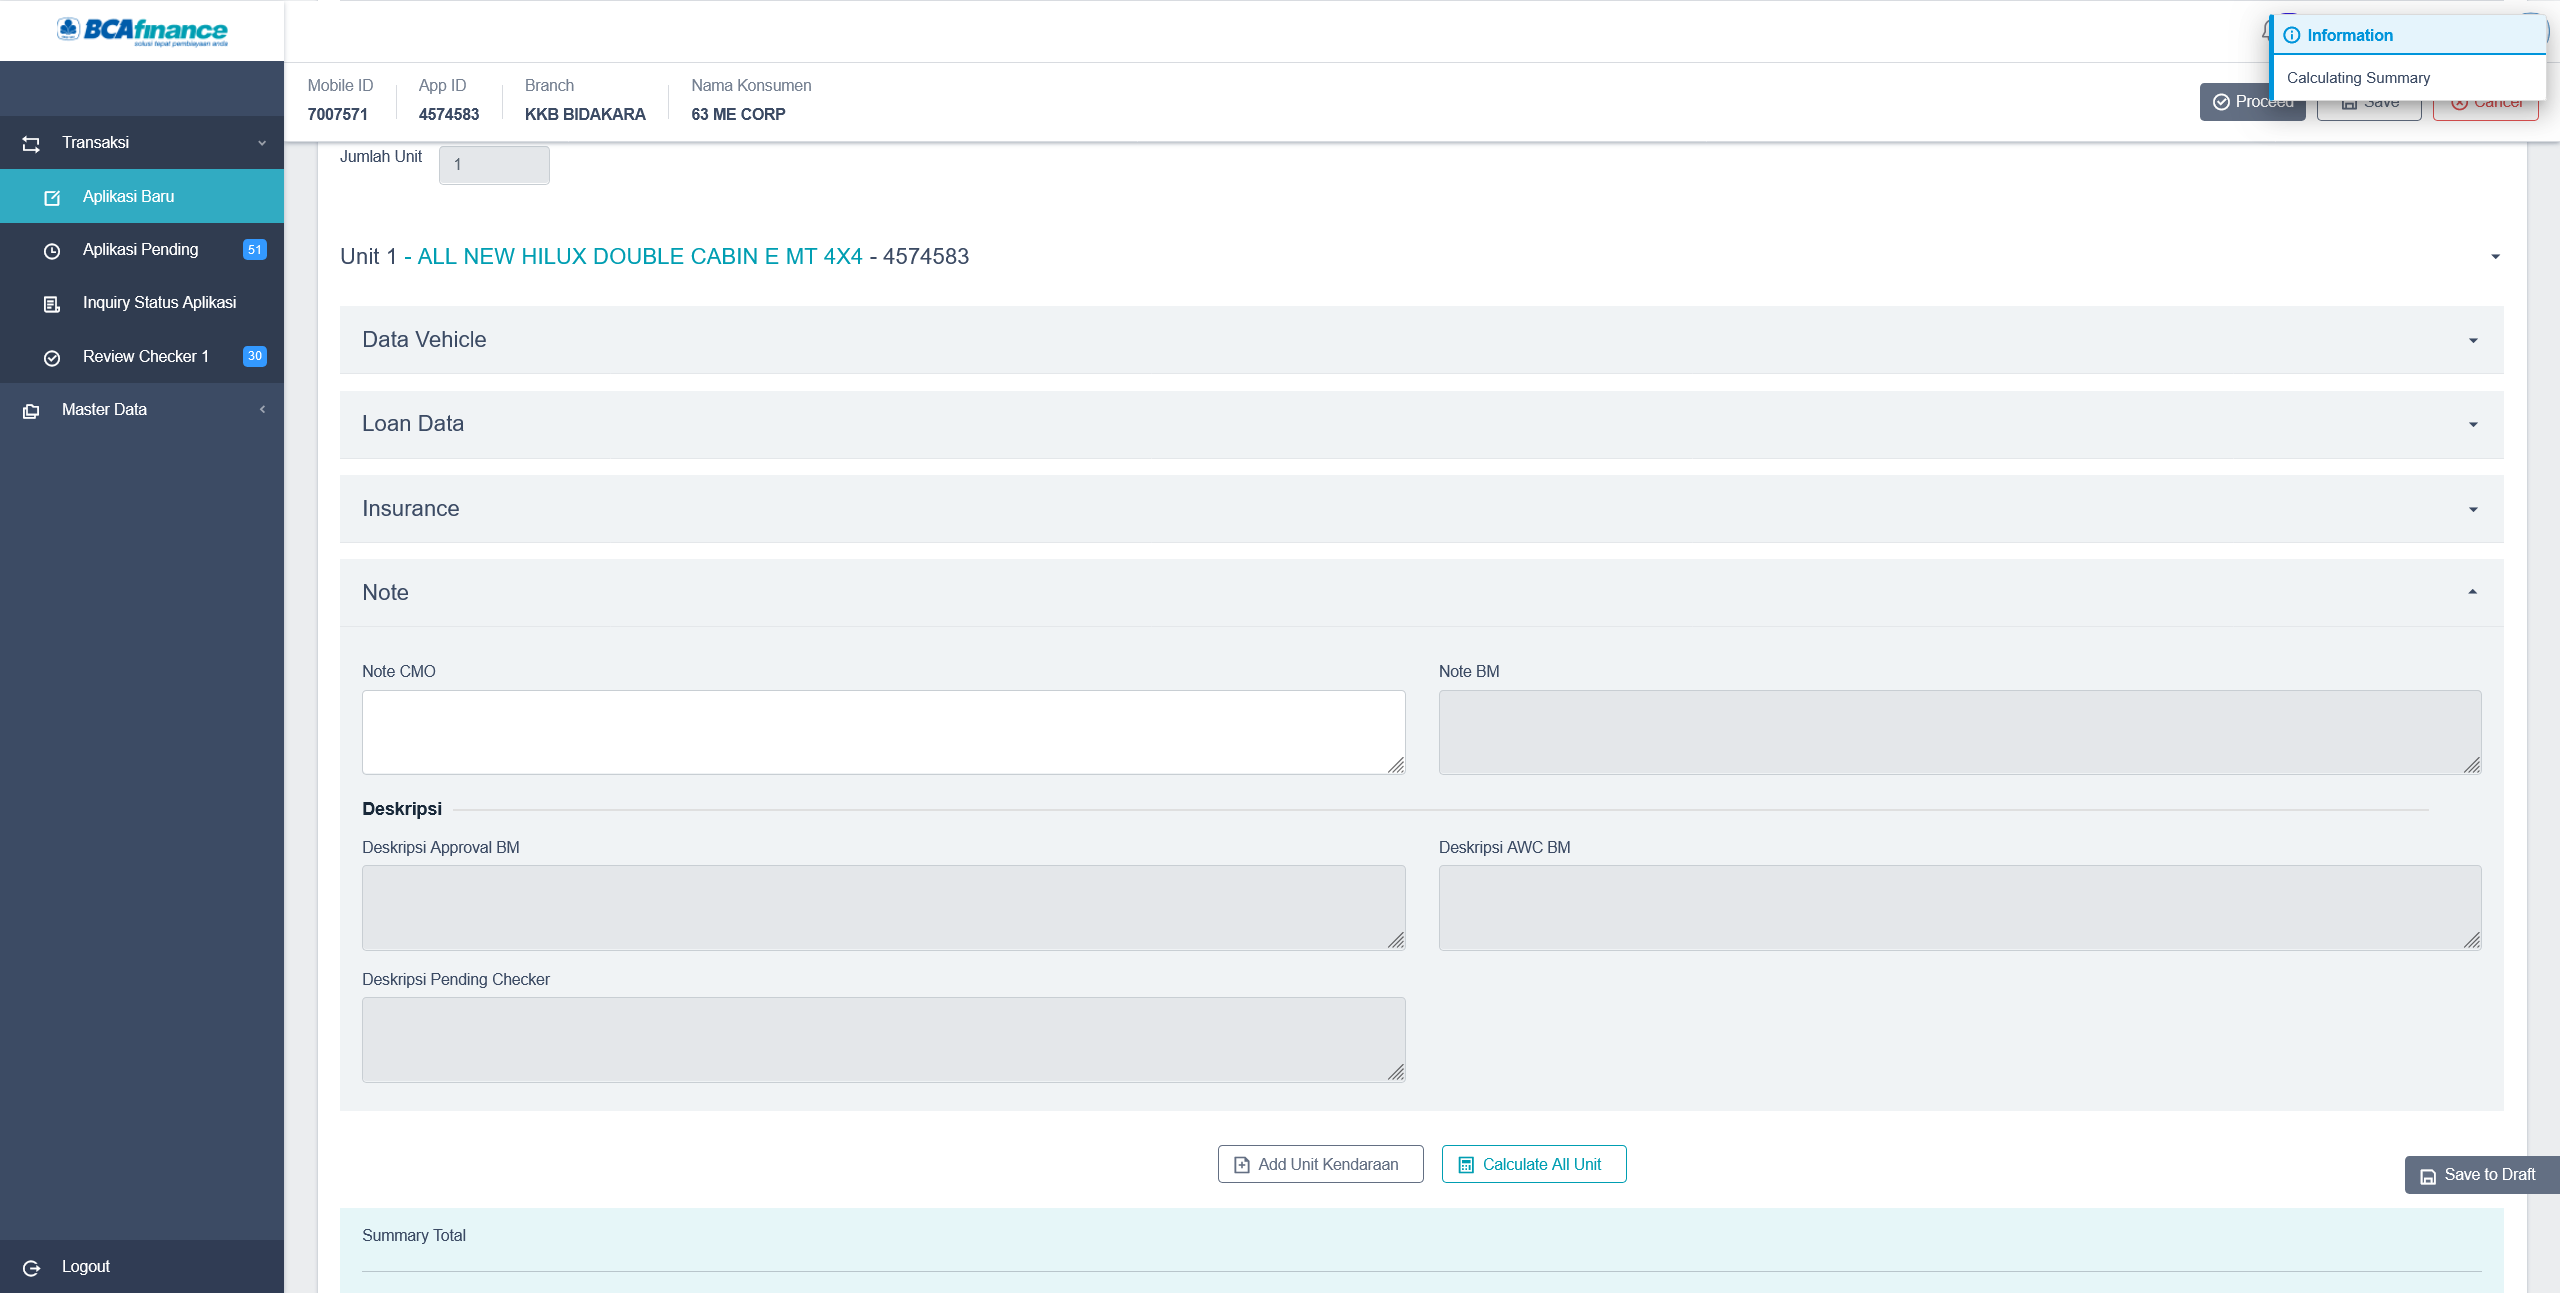 BCAfinance
solusi tepat pembiayaan anda
Transaksi
Aplikasi Baru
Aplikasi Pending 51
Inquiry Status Aplikasi
Review Checker 1 30
Master Data
Logout
Mobile ID
7007571
App ID
4574583
Branch
KKB BIDAKARA
Nama Konsumen
63 ME CORP
Proceed
Save
Cancel
Information
Calculating Summary
Jumlah Unit 1
Unit 1 - ALL NEW HILUX DOUBLE CABIN E MT 4X4 - 4574583
Data Vehicle
Loan Data
Insurance
Note
Note CMO
Note BM
Deskripsi
Deskripsi Approval BM
Deskripsi AWC BM
Deskripsi Pending Checker
Add Unit Kendaraan
Calculate All Unit
Save to Draft
Summary Total